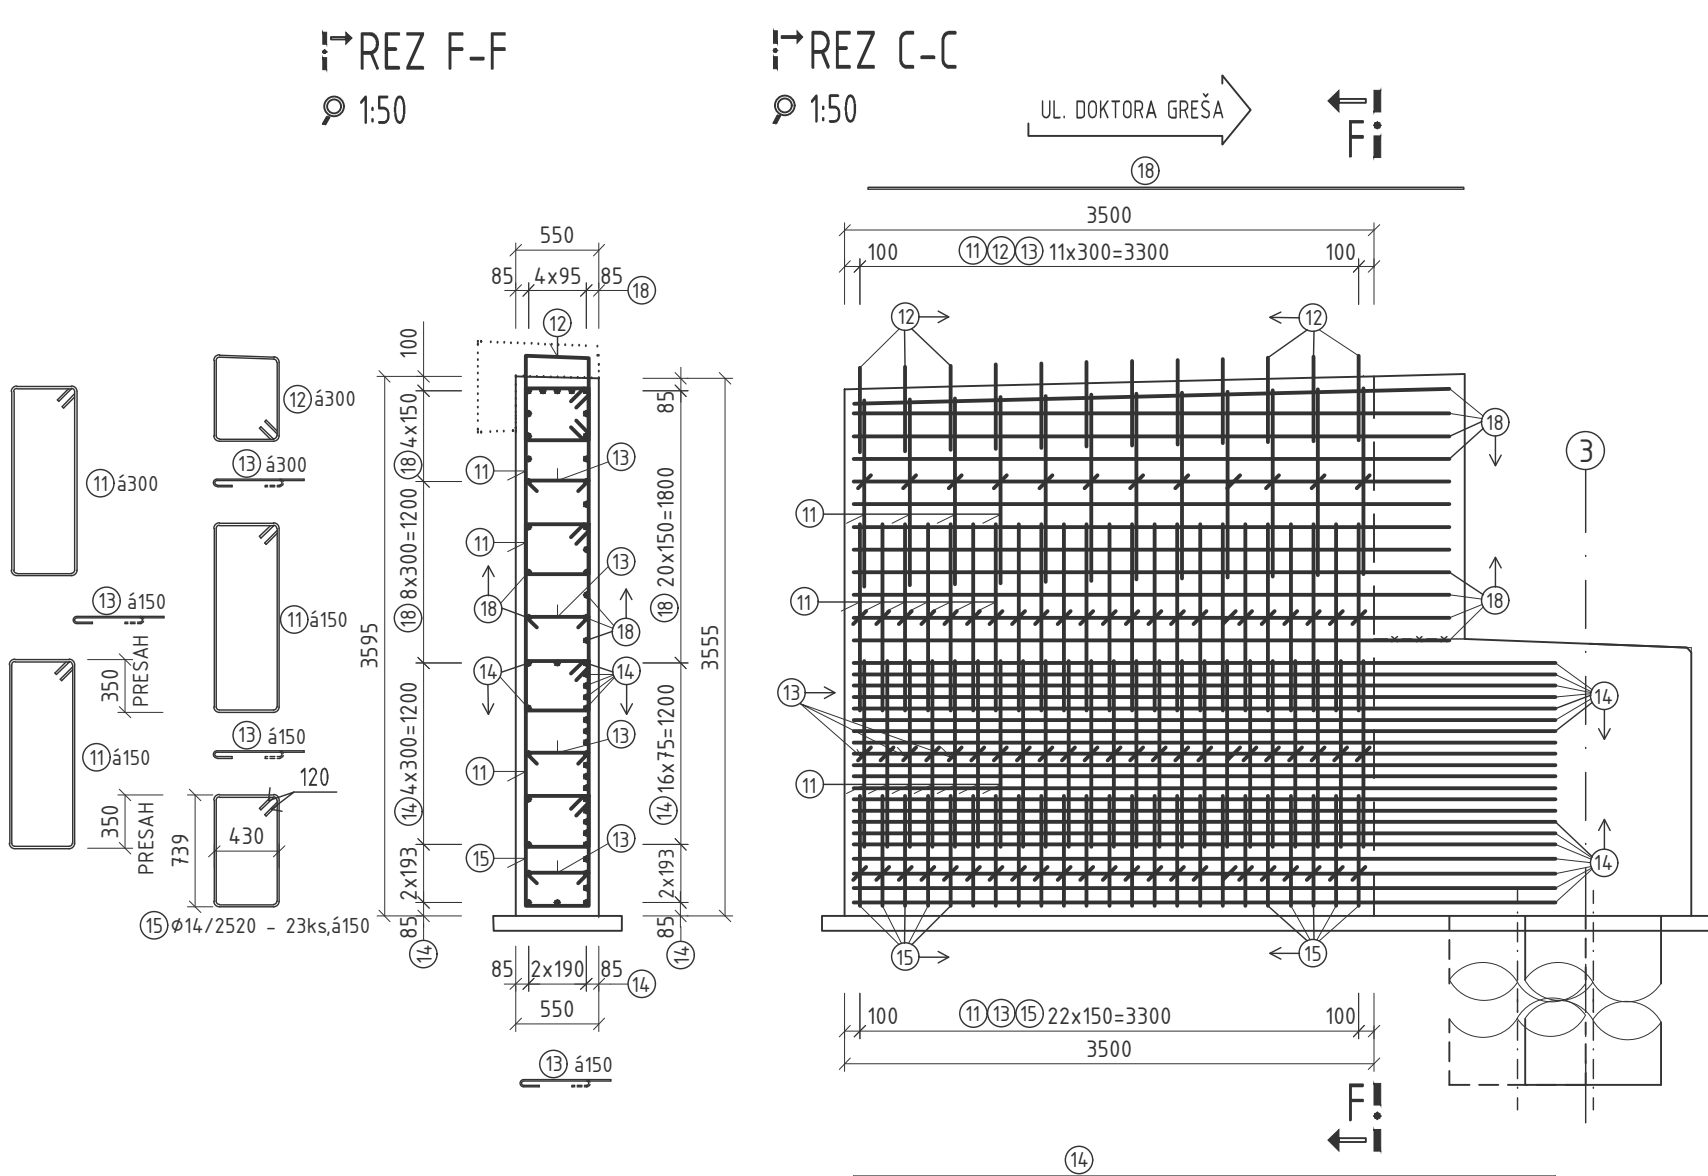 REZ F-F
1:50
REZ C-C
1:50
UL. DOKTORA GREŠA
F
18
3500
100
11 12 13 11x300=3300
100
550
85 4x95 85 18
12
12
12
100
85
12 á300
13 á300
11 á300
11
13
18 4x150
18
3
11
11
11 á150
13 á150
18 8x300=1200
18 20x150=1800
13
18
18
11
18
3595
3555
350
PRESAH
14
14
13
14
13 á150
11 á150
120
13
11
11
14 4x300=1200
14 16x75=1200
350
PRESAH
739
430
15
13
14
2x193
2x193
15 φ14/2520 - 23ks,á150
85
14
85
14
15
15
85 2x190 85 14
550
100
11 13 15 22x150=3300
100
3500
13 á150
F
14